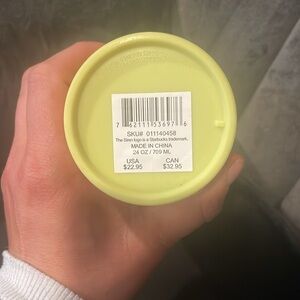 7 62111 53697 6
SKU# 011140458
The Siren logo is a Starbucks trademark.
MADE IN CHINA
24 OZ / 709 ML
USA CAN
$22.95 $32.95